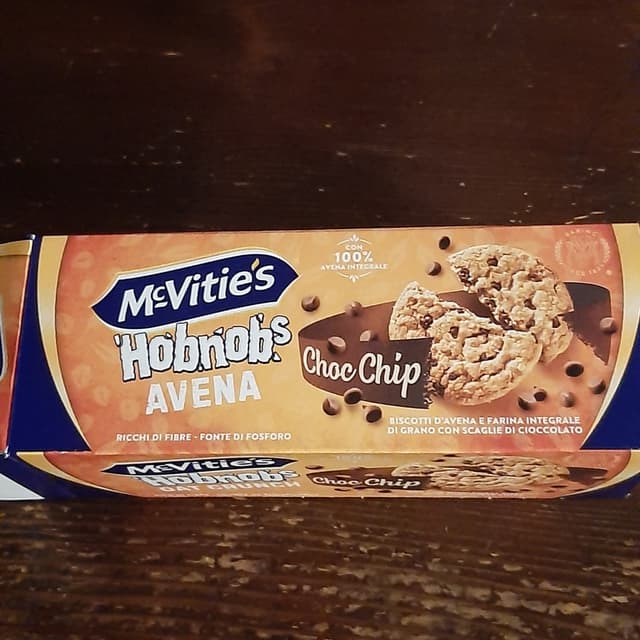 McVitie's
Hobnobs
AVENA
CON
100%
AVENA INTEGRALE
Choc Chip
RICCHI DI FIBRE - FONTE DI FOSFORO
BISCOTTI D'AVENA E FARINA INTEGRALE
DI GRANO CON SCAGLIE DI CIOCCOLATO
McVitie's
Hobnobs
Choc Chip